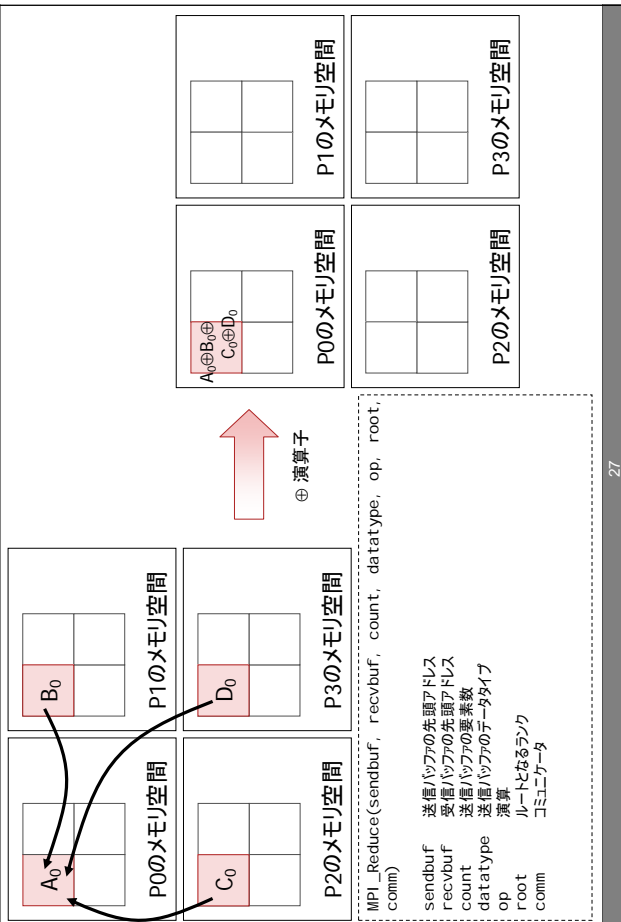 A₀
P0のメモリ空間
B₀
P1のメモリ空間
C₀
P2のメモリ空間
D₀
P3のメモリ空間
⊕ 演算子
A₀⊕B₀⊕
C₀⊕D₀
P0のメモリ空間
P1のメモリ空間
P2のメモリ空間
P3のメモリ空間
MPI_Reduce(sendbuf, recvbuf, count, datatype, op, root,
comm)
sendbuf 送信バッファの先頭アドレス
recvbuf 受信バッファの先頭アドレス
count 送信バッファの要素数
datatype 送信バッファのデータタイプ
op 演算
root ルートとなるランク
comm コミュニケータ
27